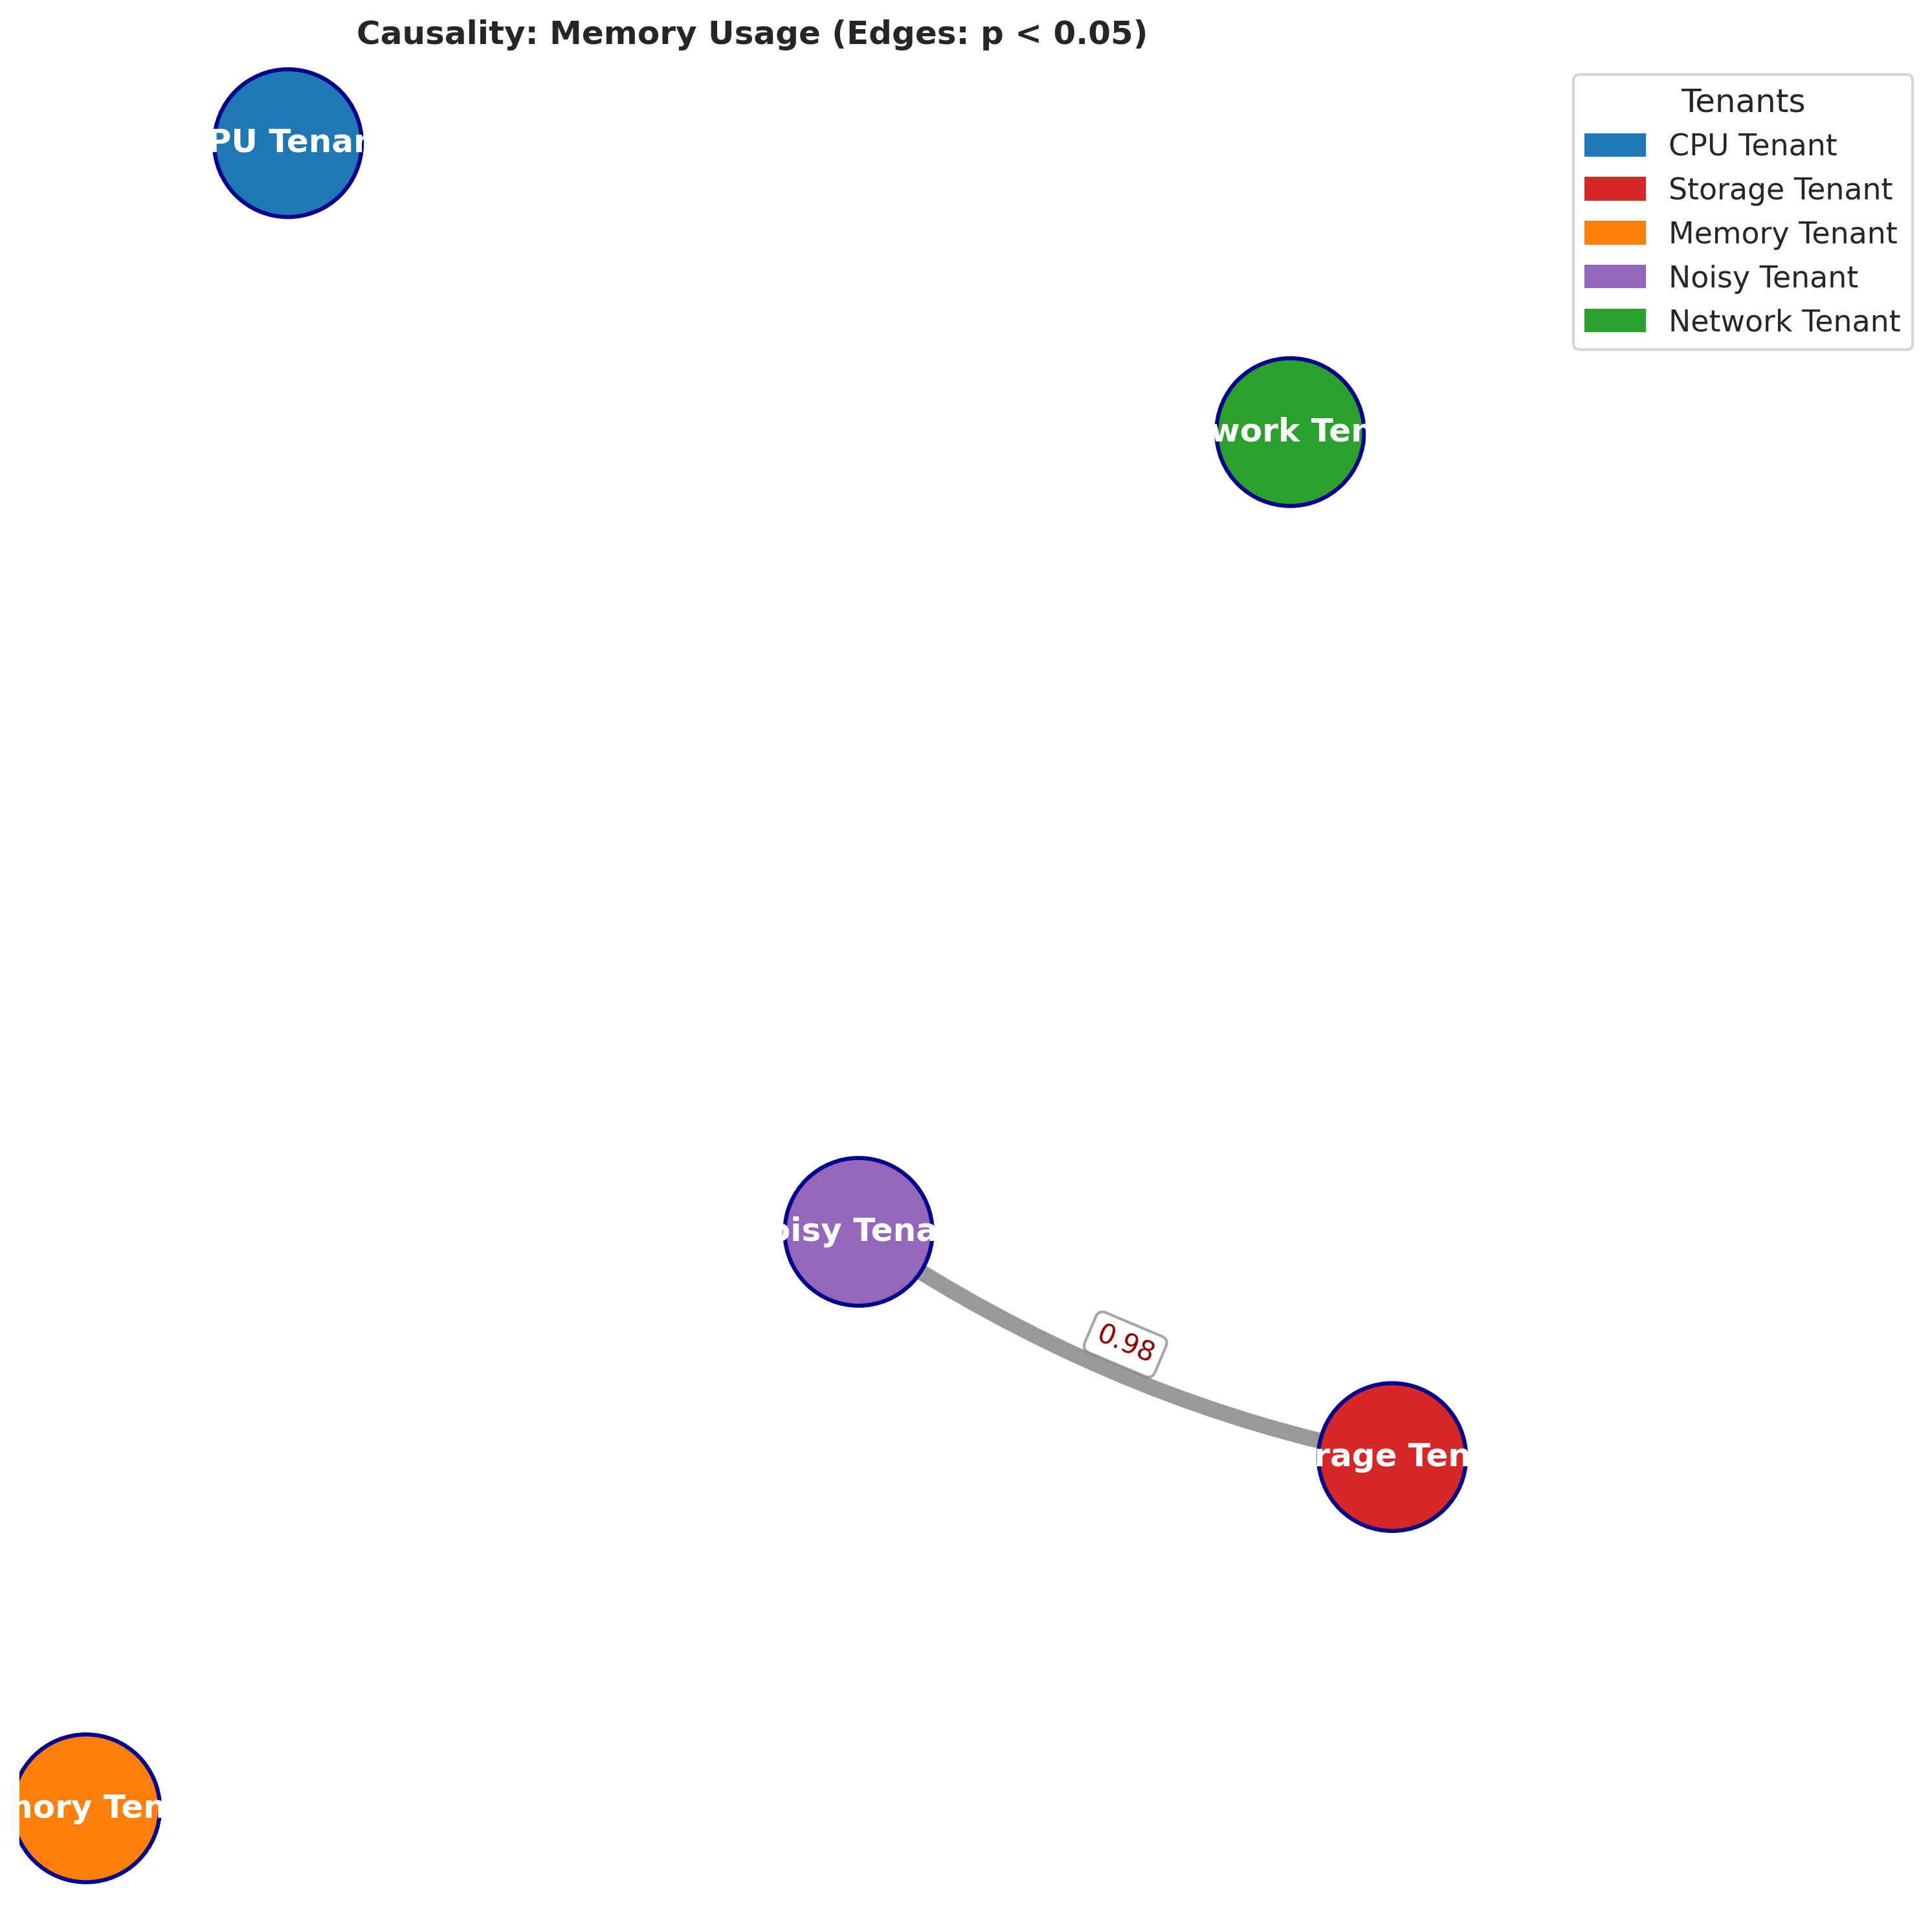 Causality: Memory Usage (Edges: p < 0.05)
PU Tenan
Tenants
CPU Tenant
Storage Tenant
Memory Tenant
Noisy Tenant
Network Tenant
work Ten
oisy Tena
0.98
rage Ten
mory Ten